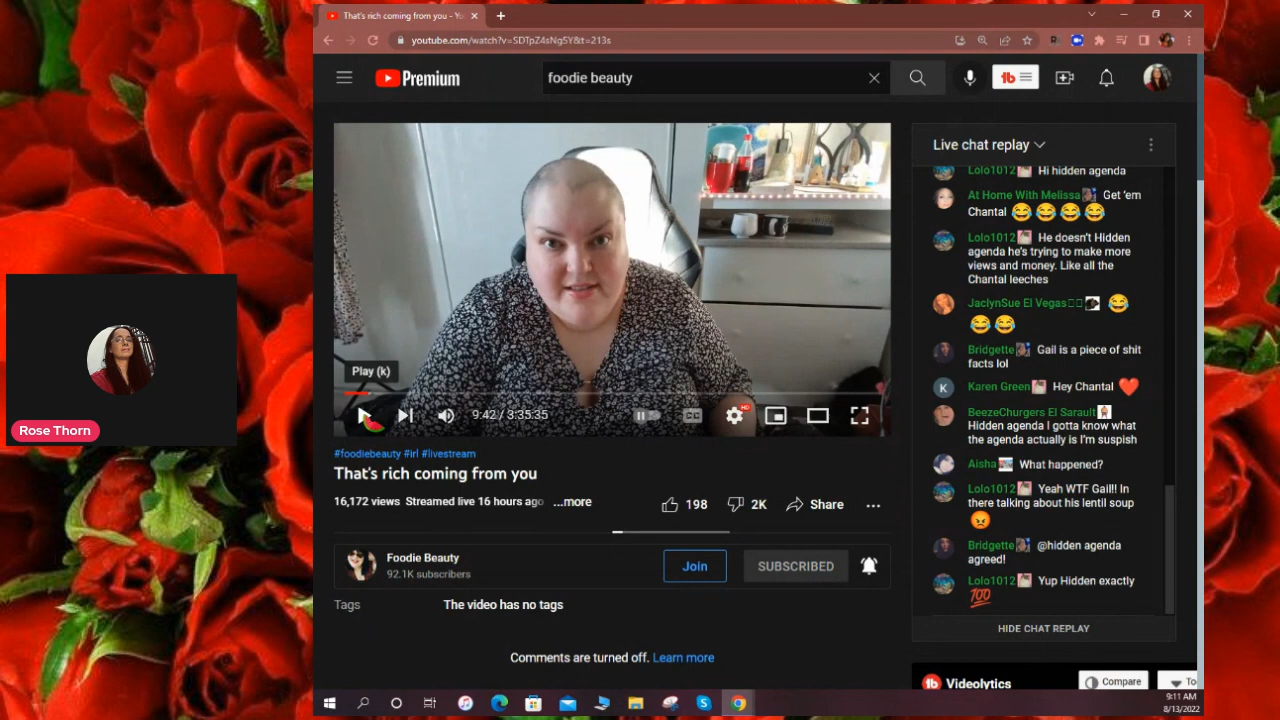 That's rich coming from you - Yo
youtube.com/watch?v=SDTpZ4sNg5Y&t=213s
Premium
foodie beauty
Live chat replay
Lolo1012 Hi hidden agenda
At Home With Melissa Get 'em
Chantal
Lolo1012 He doesn't Hidden
agenda he's trying to make more
views and money. Like all the
Chantal leeches
JaclynSue El Vegas
Bridgette Gail is a piece of shit
facts lol
K Karen Green Hey Chantal
BeezeChurgers El Sarault
Hidden agenda I gotta know what
the agenda actually is I'm suspish
Aisha What happened?
Lolo1012 Yeah WTF Gail!! In
there talking about his lentil soup
Bridgette @hidden agenda
agreed!
Lolo1012 Yup Hidden exactly
100
HIDE CHAT REPLAY
Play (k)
9:42 / 3:35:35
CC
HD
#foodiebeauty #irl #livestream
That's rich coming from you
16,172 views Streamed live 16 hours ago ...more
198 2K Share
Foodie Beauty
92.1K subscribers
Join SUBSCRIBED
Tags The video has no tags
Comments are turned off. Learn more
tb Videolytics Compare To
Rose Thorn
9:11 AM
8/13/2022